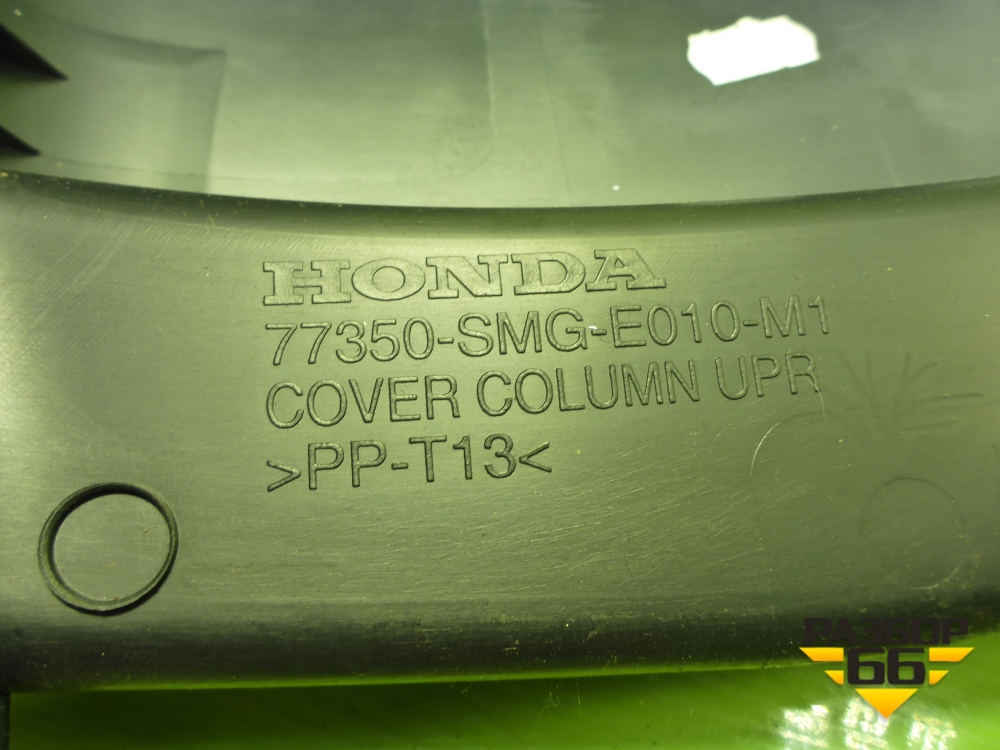 HONDA
77350-SMG-E010-M1
COVER COLUMN UPR
>PP-T13<
РАЗБОР
66